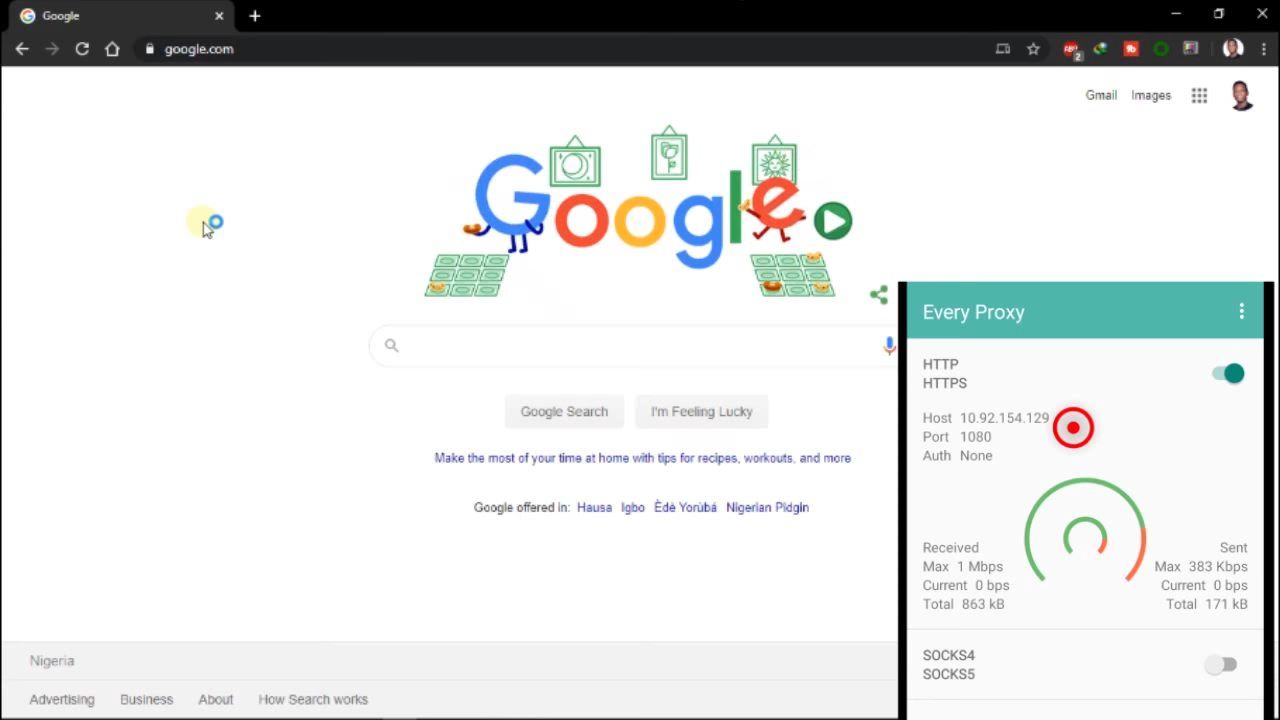 Google
google.com
2
Gmail Images
Google
Google Search I'm Feeling Lucky
Make the most of your time at home with tips for recipes, workouts, and more
Google offered in: Hausa Igbo Èdè Yorùbá Nigerian Pidgin
Nigeria
Advertising Business About How Search works
Every Proxy
HTTP
HTTPS
Host 10.92.154.129
Port 1080
Auth None
Received
Max 1 Mbps
Current 0 bps
Total 863 kB
Sent
Max 383 Kbps
Current 0 bps
Total 171 kB
SOCKS4
SOCKS5